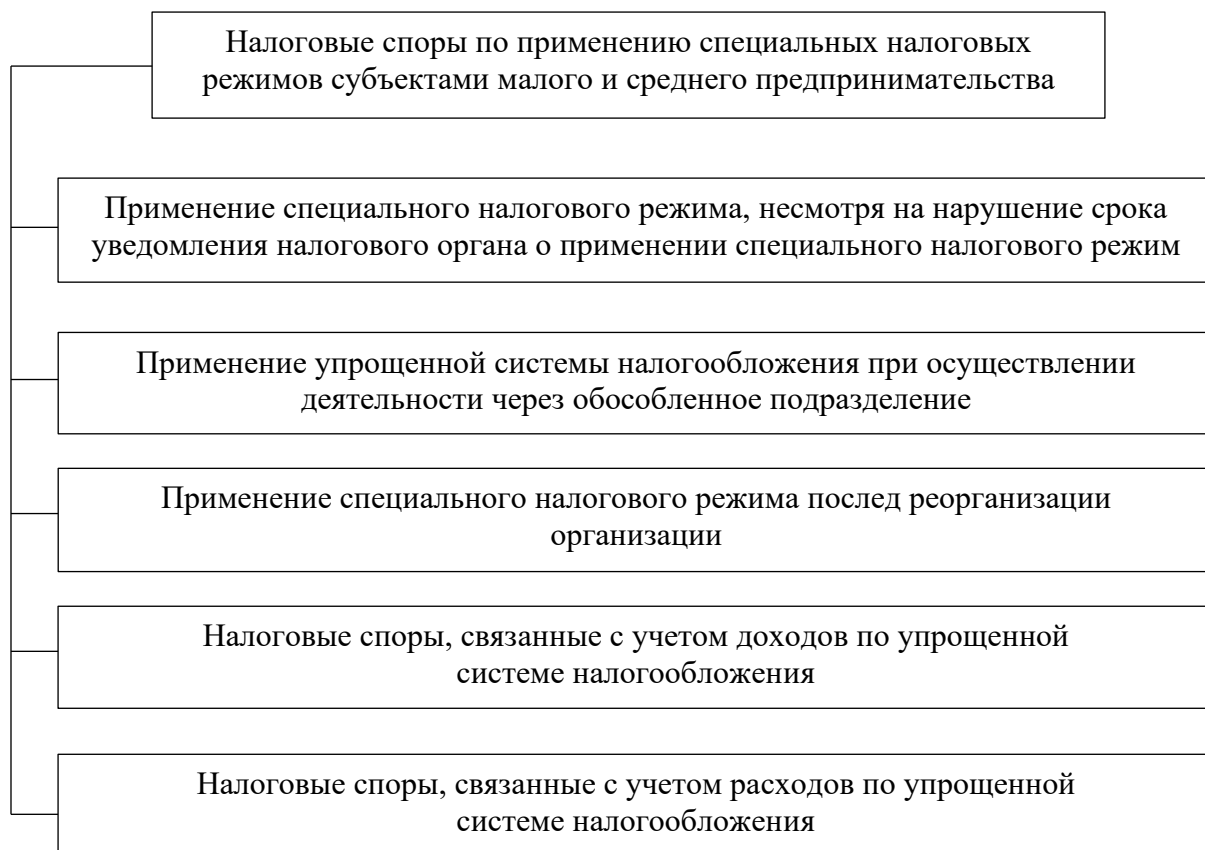 Налоговые споры по применению специальных налоговых
режимов субъектами малого и среднего предпринимательства
Применение специального налогового режима, несмотря на нарушение срока
уведомления налогового органа о применении специального налогового режим
Применение упрощенной системы налогообложения при осуществлении
деятельности через обособленное подразделение
Применение специального налогового режима послед реорганизации
организации
Налоговые споры, связанные с учетом доходов по упрощенной
системе налогообложения
Налоговые споры, связанные с учетом расходов по упрощенной
системе налогообложения